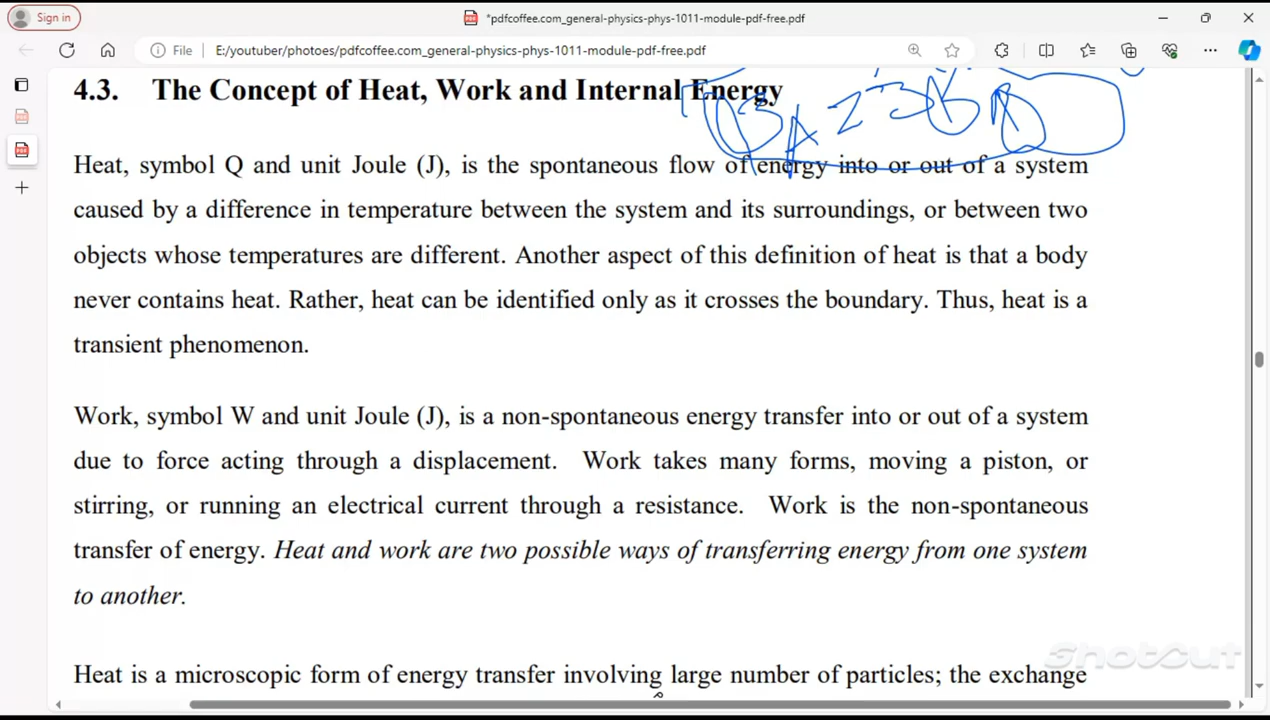 Sign in
*pdfcoffee.com_general-physics-phys-1011-module-pdf-free.pdf
File E:/youtuber/photoes/pdfcoffee.com_general-physics-phys-1011-module-pdf-free.pdf
4.3. The Concept of Heat, Work and Internal Energy
Heat, symbol Q and unit Joule (J), is the spontaneous flow of energy into or out of a system
caused by a difference in temperature between the system and its surroundings, or between two
objects whose temperatures are different. Another aspect of this definition of heat is that a body
never contains heat. Rather, heat can be identified only as it crosses the boundary. Thus, heat is a
transient phenomenon.
Work, symbol W and unit Joule (J), is a non-spontaneous energy transfer into or out of a system
due to force acting through a displacement. Work takes many forms, moving a piston, or
stirring, or running an electrical current through a resistance. Work is the non-spontaneous
transfer of energy. Heat and work are two possible ways of transferring energy from one system
to another.
Shotcut
Heat is a microscopic form of energy transfer involving large number of particles; the exchange